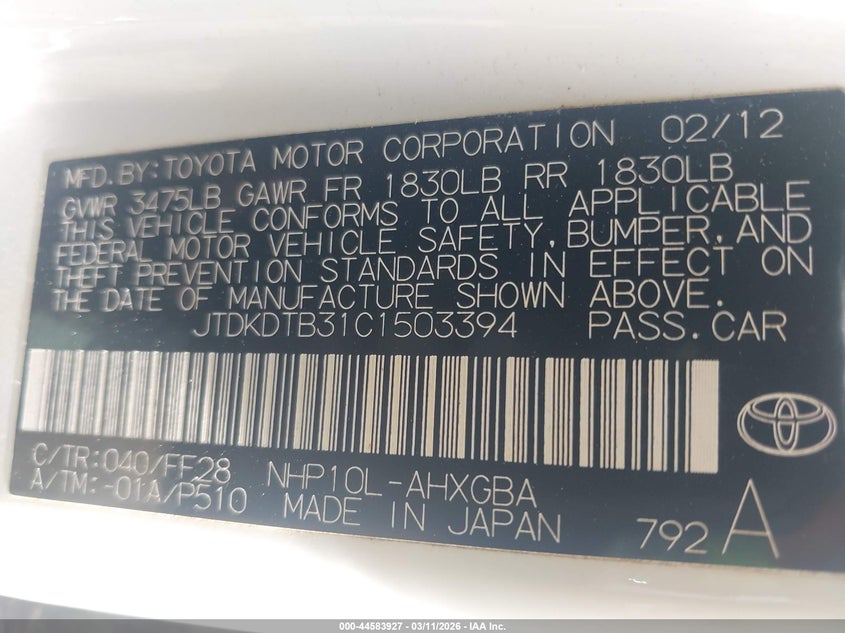 MFD. BY: TOYOTA MOTOR CORPORATION 02/12
GVWR 3475LB GAWR FR 1830LB RR 1830LB
THIS VEHICLE CONFORMS TO ALL APPLICABLE
FEDERAL MOTOR VEHICLE SAFETY, BUMPER, AND
THEFT PREVENTION STANDARDS IN EFFECT ON
THE DATE OF MANUFACTURE SHOWN ABOVE.
JTDKDTB31C1503394 PASS. CAR
C/TR: 040/FF28 NHP10L-AHXGBA
A/TM: -01A/P510 MADE IN JAPAN 792 A
000-44583927 | 03/11/2026 - IAA Inc.